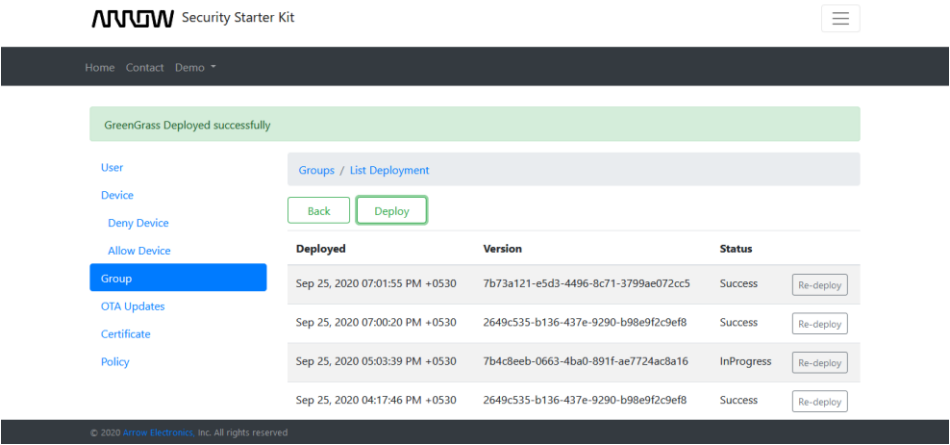 ARROW Security Starter Kit
Home Contact Demo
GreenGrass Deployed successfully
User
Device
Deny Device
Allow Device
Group
OTA Updates
Certificate
Policy
Groups / List Deployment
Back Deploy
Deployed Version Status
Sep 25, 2020 07:01:55 PM +0530 7b73a121-e5d3-4496-8c71-3799ae072cc5 Success Re-deploy
Sep 25, 2020 07:00:20 PM +0530 2649c535-b136-437e-9290-b98e9f2c9ef8 Success Re-deploy
Sep 25, 2020 05:03:39 PM +0530 7b4c8eeb-0663-4ba0-891f-ae7724ac8a16 InProgress Re-deploy
Sep 25, 2020 04:17:46 PM +0530 2649c535-b136-437e-9290-b98e9f2c9ef8 Success Re-deploy
© 2020 Arrow Electronics, Inc. All rights reserved